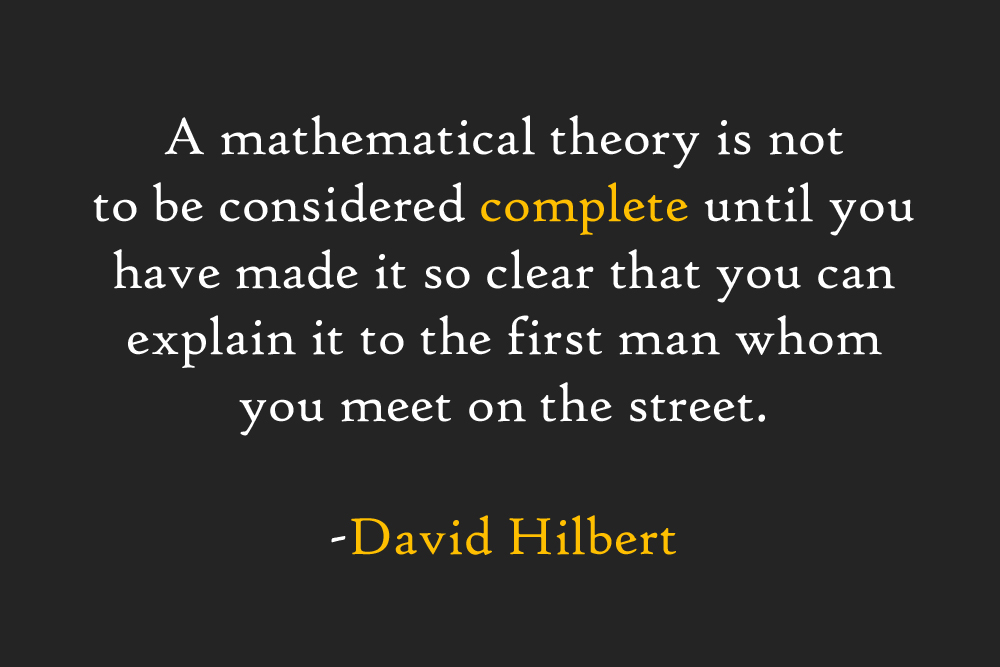 A mathematical theory is not
to be considered complete until you
have made it so clear that you can
explain it to the first man whom
you meet on the street.
-David Hilbert